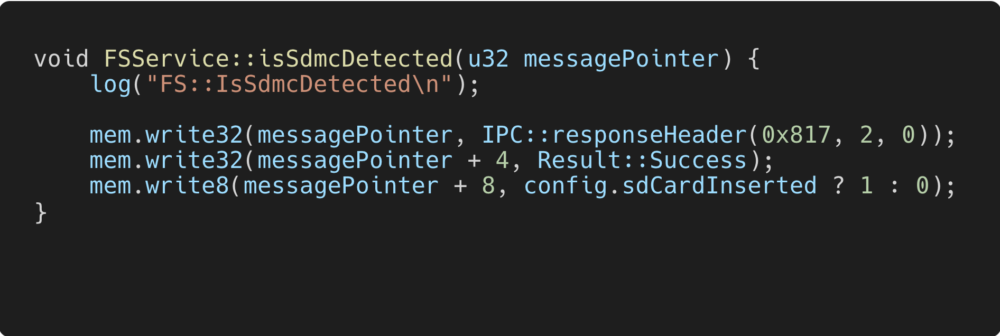 void FSService::isSdmcDetected(u32 messagePointer) {
    log("FS::IsSdmcDetected\n");

    mem.write32(messagePointer, IPC::responseHeader(0x817, 2, 0));
    mem.write32(messagePointer + 4, Result::Success);
    mem.write8(messagePointer + 8, config.sdCardInserted ? 1 : 0);
}